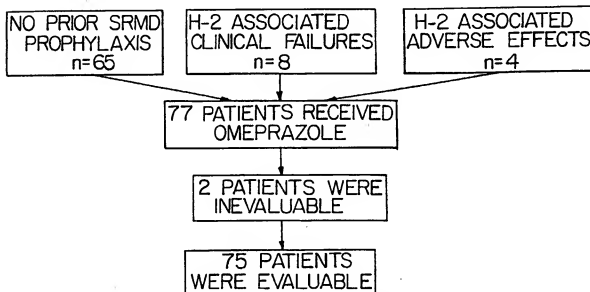 NO PRIOR SRMD
PROPHYLAXIS
n=65
H-2 ASSOCIATED
CLINICAL FAILURES
n=8
H-2 ASSOCIATED
ADVERSE EFFECTS
n=4
77 PATIENTS RECEIVED
OMEPRAZOLE
2 PATIENTS WERE
INEVALUABLE
75 PATIENTS
WERE EVALUABLE